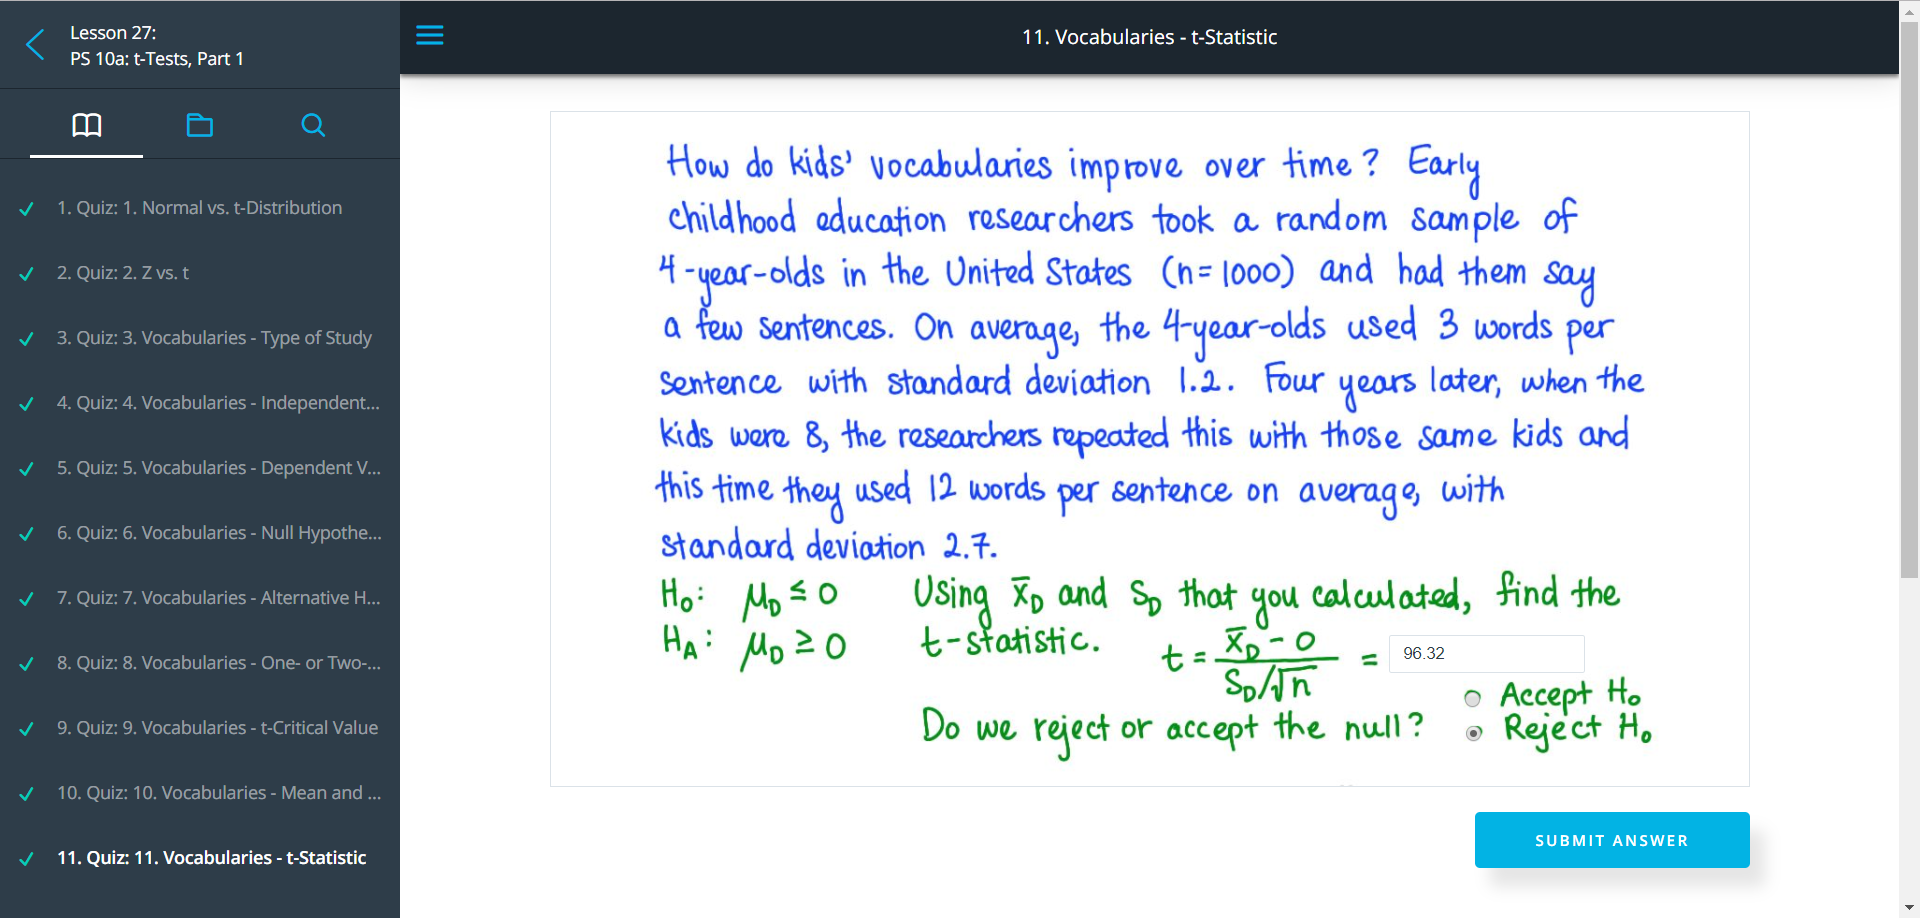 Lesson 27:
PS 10a: t-Tests, Part 1
11. Vocabularies - t-Statistic
1. Quiz: 1. Normal vs. t-Distribution
2. Quiz: 2. Z vs. t
3. Quiz: 3. Vocabularies - Type of Study
4. Quiz: 4. Vocabularies - Independent...
5. Quiz: 5. Vocabularies - Dependent V...
6. Quiz: 6. Vocabularies - Null Hypothe...
7. Quiz: 7. Vocabularies - Alternative H...
8. Quiz: 8. Vocabularies - One- or Two-...
9. Quiz: 9. Vocabularies - t-Critical Value
10. Quiz: 10. Vocabularies - Mean and ...
11. Quiz: 11. Vocabularies - t-Statistic
How do kids' vocabularies improve over time? Early
childhood education researchers took a random sample of
4-year-olds in the United States (n=1000) and had them say
a few sentences. On average, the 4-year-olds used 3 words per
sentence with standard deviation 1.2. Four years later, when the
kids were 8, the researchers repeated this with those same kids and
this time they used 12 words per sentence on average, with
standard deviation 2.7.
H₀: μ_D ≤ 0
H_A: μ_D ≥ 0
Using x̄_D and S_D that you calculated, find the
t-statistic. t = (x̄_D - 0) / (S_D/√n) = 96.32
Do we reject or accept the null?
Accept H₀
Reject H₀
SUBMIT ANSWER